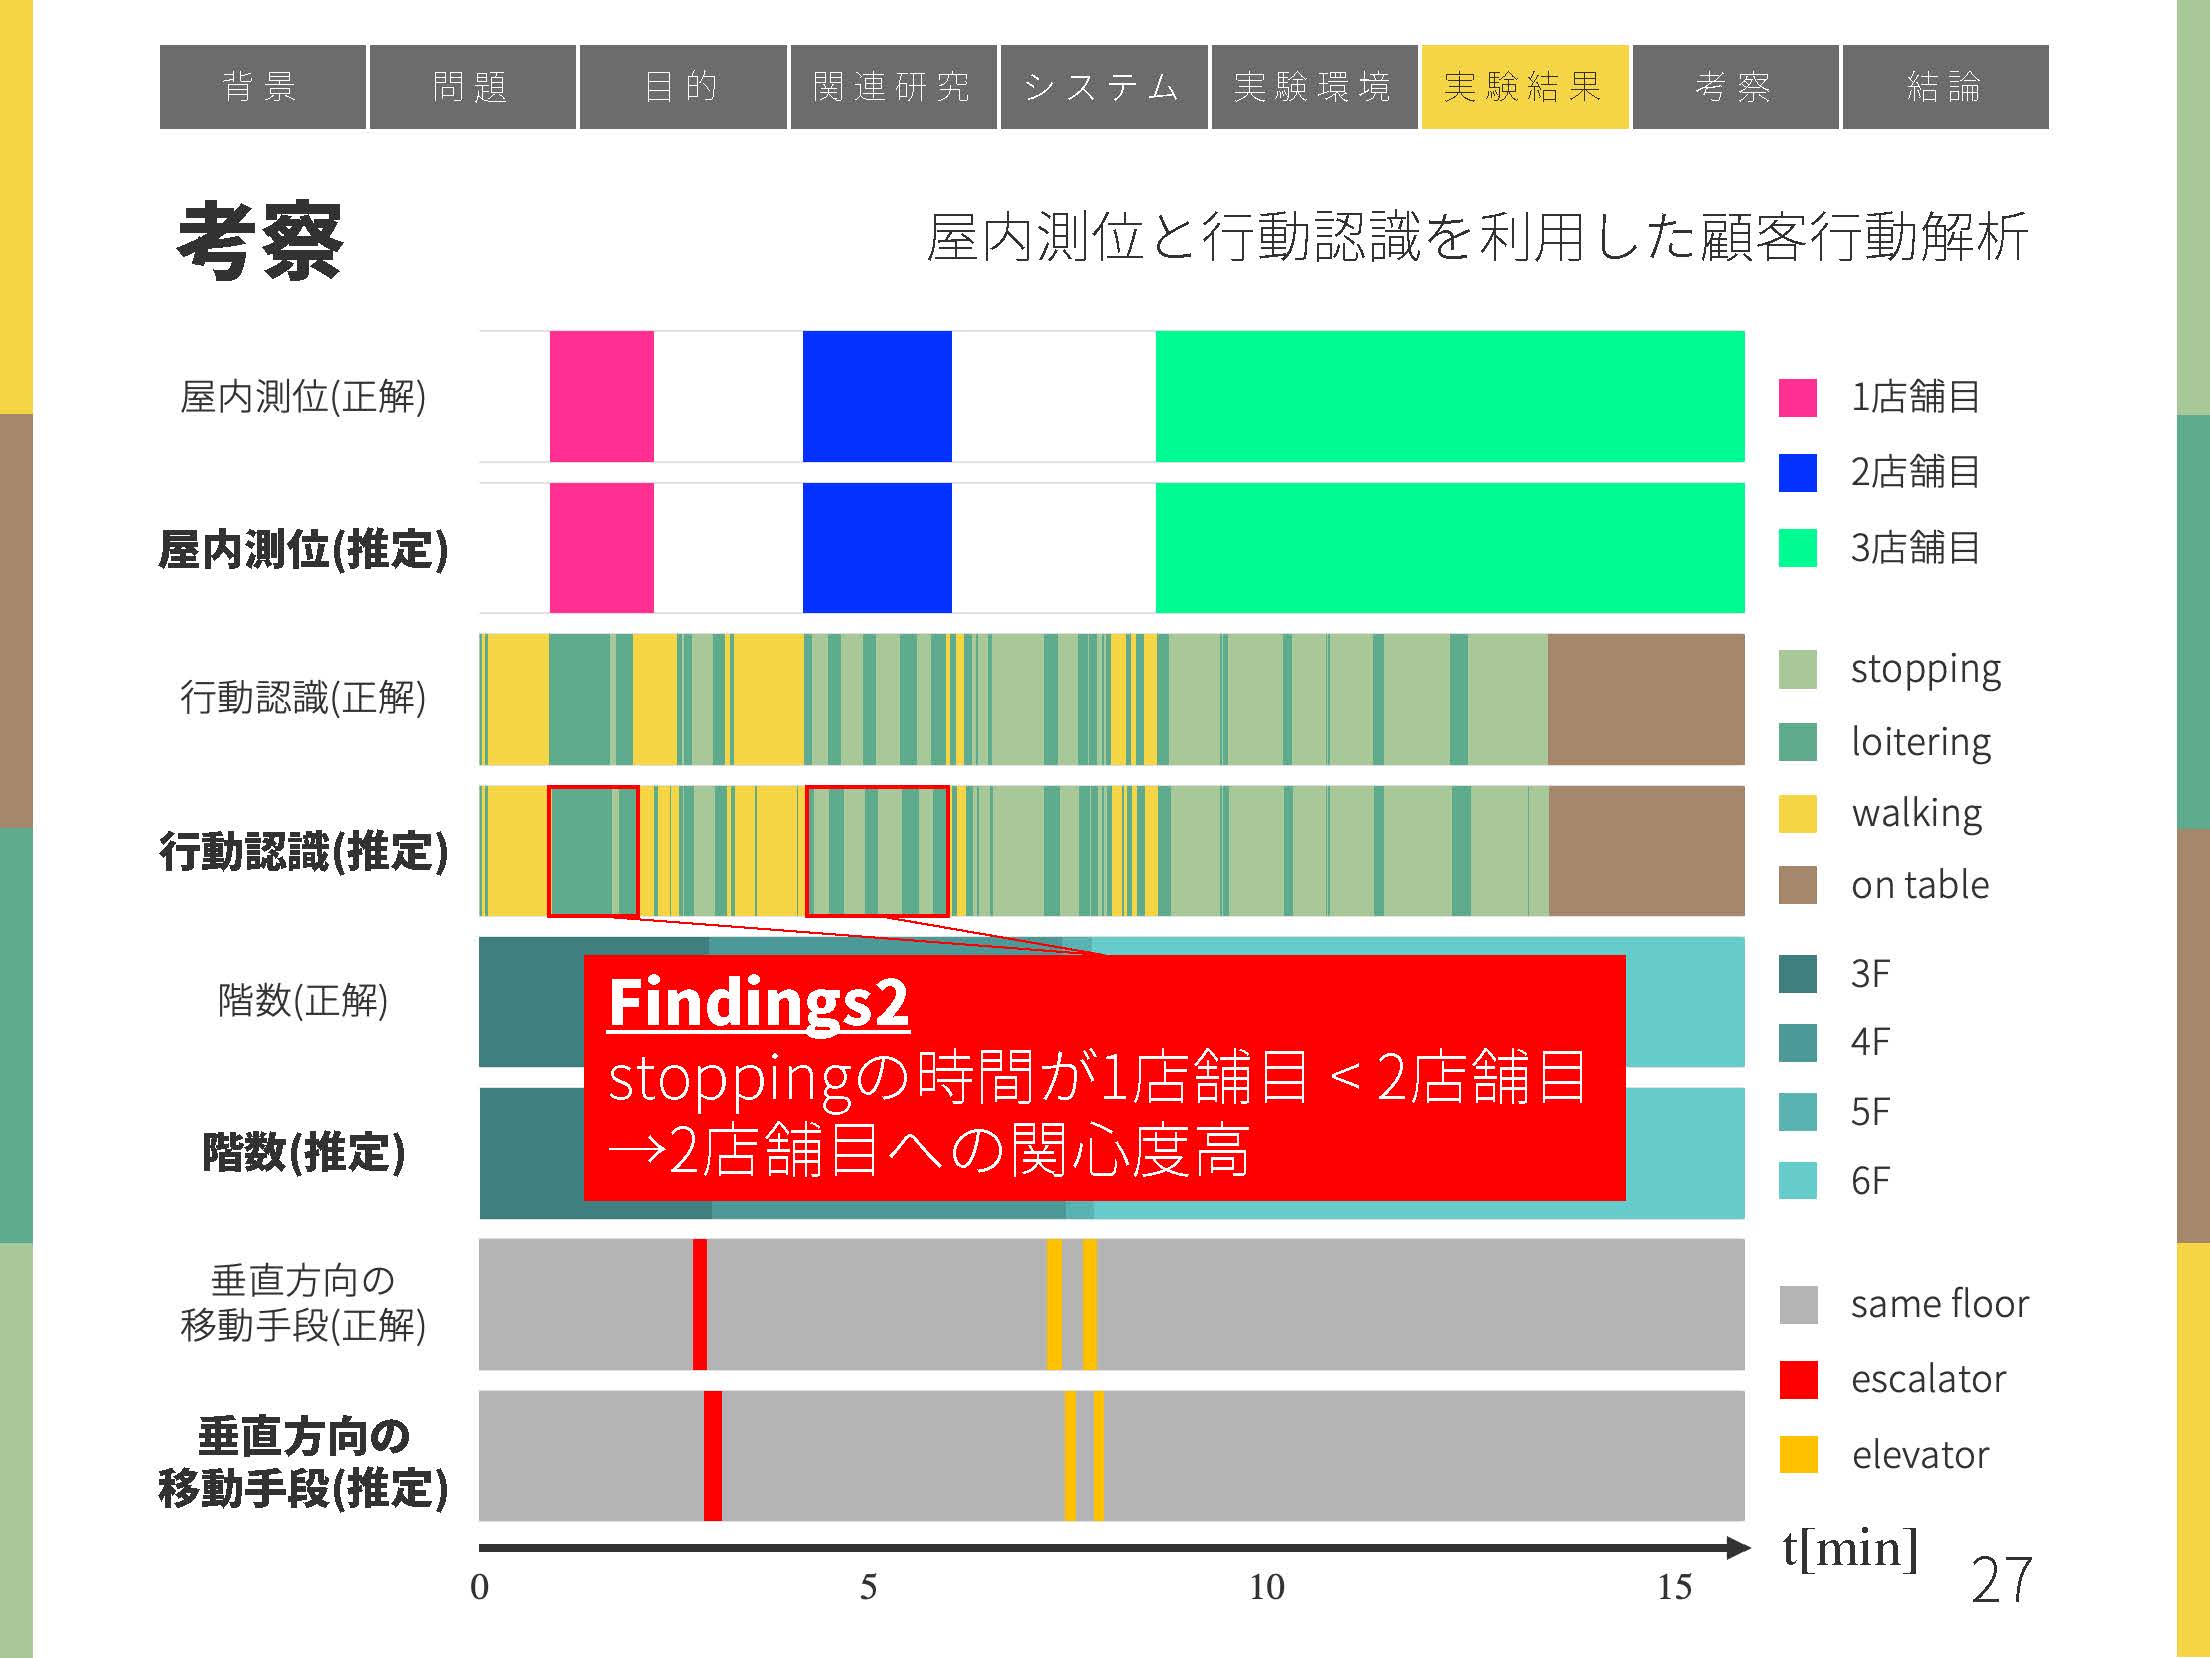 背景 問題 目的 関連研究 システム 実験環境 実験結果 考察 結論
考察
屋内測位と行動認識を利用した顧客行動解析
屋内測位(正解)
屋内測位(推定)
行動認識(正解)
行動認識(推定)
階数(正解)
階数(推定)
垂直方向の
移動手段(正解)
垂直方向の
移動手段(推定)
1店舗目
2店舗目
3店舗目
stopping
loitering
walking
on table
3F
4F
5F
6F
same floor
escalator
elevator
Findings2
stoppingの時間が1店舗目 < 2店舗目
→2店舗目への関心度高
0 5 10 15
t[min]
27